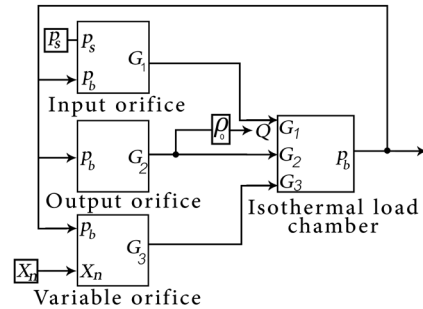 p_s
p_s
G_1
p_b
Input orifice
ρ_0
Q
G_1
p_b
G_2
G_2
p_b
G_3
Output orifice
Isothermal load
chamber
p_b
G_3
X_n
X_n
Variable orifice